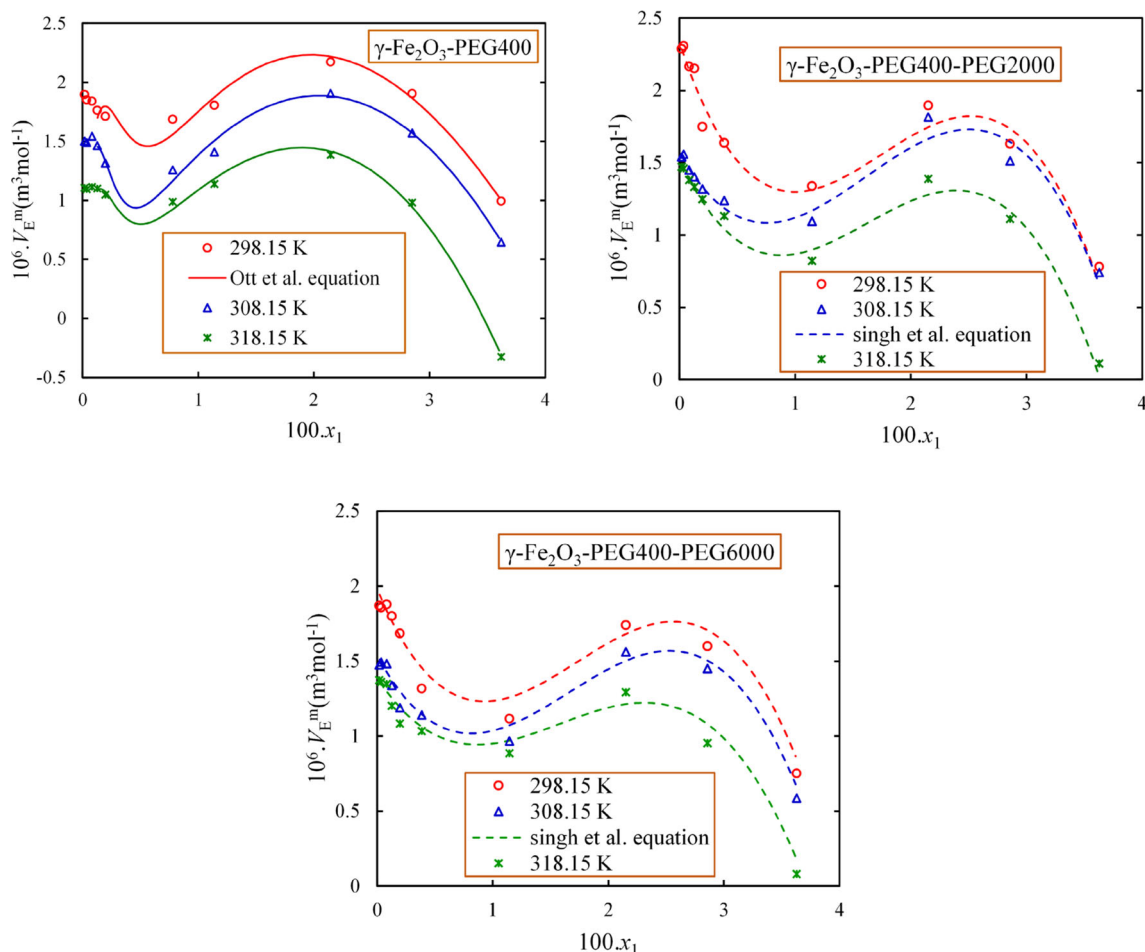 γ-Fe₂O₃-PEG400
2.5
2
1.5
1
0.5
0
-0.5
10⁶.V_E^m(m³mol⁻¹)
298.15 K
Ott et al. equation
308.15 K
318.15 K
0 1 2 3 4
100.x₁
γ-Fe₂O₃-PEG400-PEG2000
2.5
2
1.5
1
0.5
0
10⁶.V_E^m(m³mol⁻¹)
298.15 K
308.15 K
singh et al. equation
318.15 K
0 1 2 3 4
100.x₁
γ-Fe₂O₃-PEG400-PEG6000
2.5
2
1.5
1
0.5
0
10⁶.V_E^m(m³mol⁻¹)
298.15 K
308.15 K
singh et al. equation
318.15 K
0 1 2 3 4
100.x₁